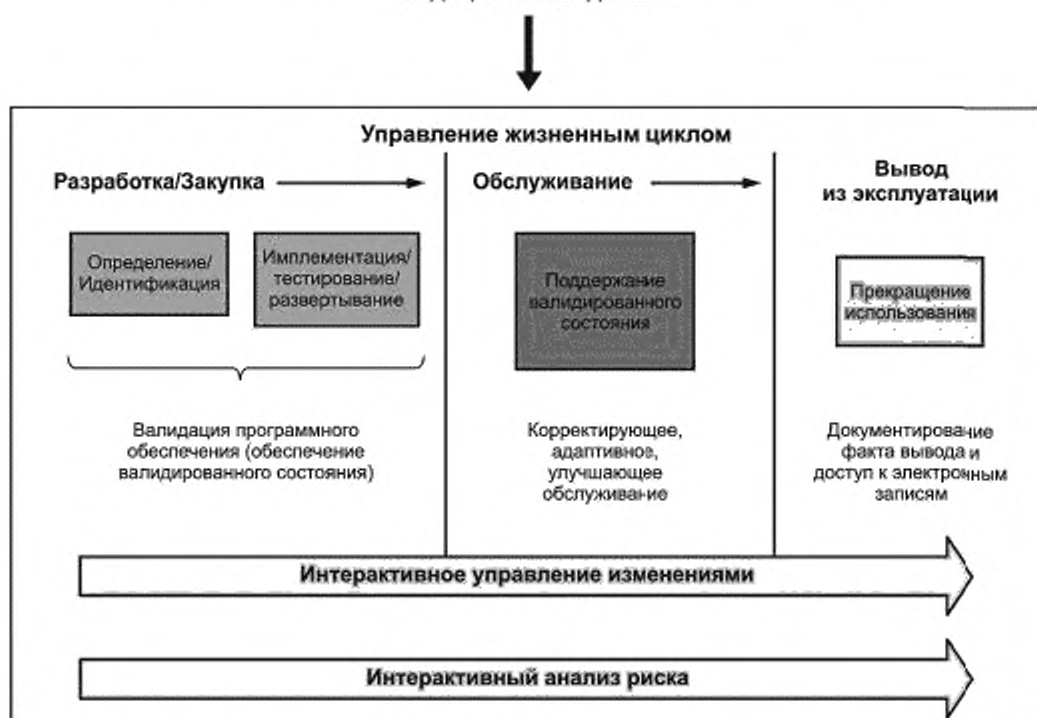 Управление жизненным циклом
Разработка/Закупка
Обслуживание
Вывод
из эксплуатации
Определение/
Идентификация
Имплементация/
тестирование/
развертывание
Поддержание
валидированного
состояния
Прекращение
использования
Валидация программного
обеспечения (обеспечение
валидированного состояния)
Корректирующее,
адаптивное,
улучшающее
обслуживание
Документирование
факта вывода и
доступ к электронным
записям
Интерактивное управление изменениями
Интерактивный анализ риска